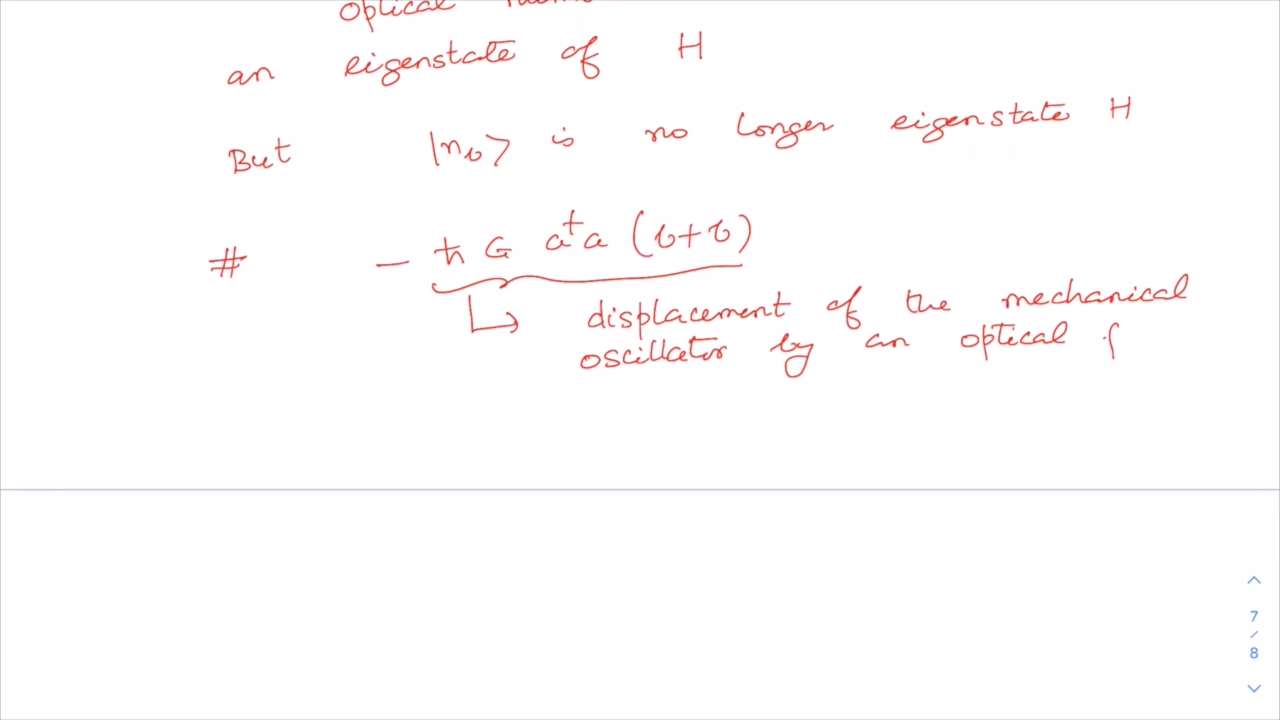 optical
an eigenstate of H
But |n_b⟩ is no longer eigenstate H
# - ℏ G a†a (b+b)
displacement of the mechanical
oscillator by an optical f
7
/
8